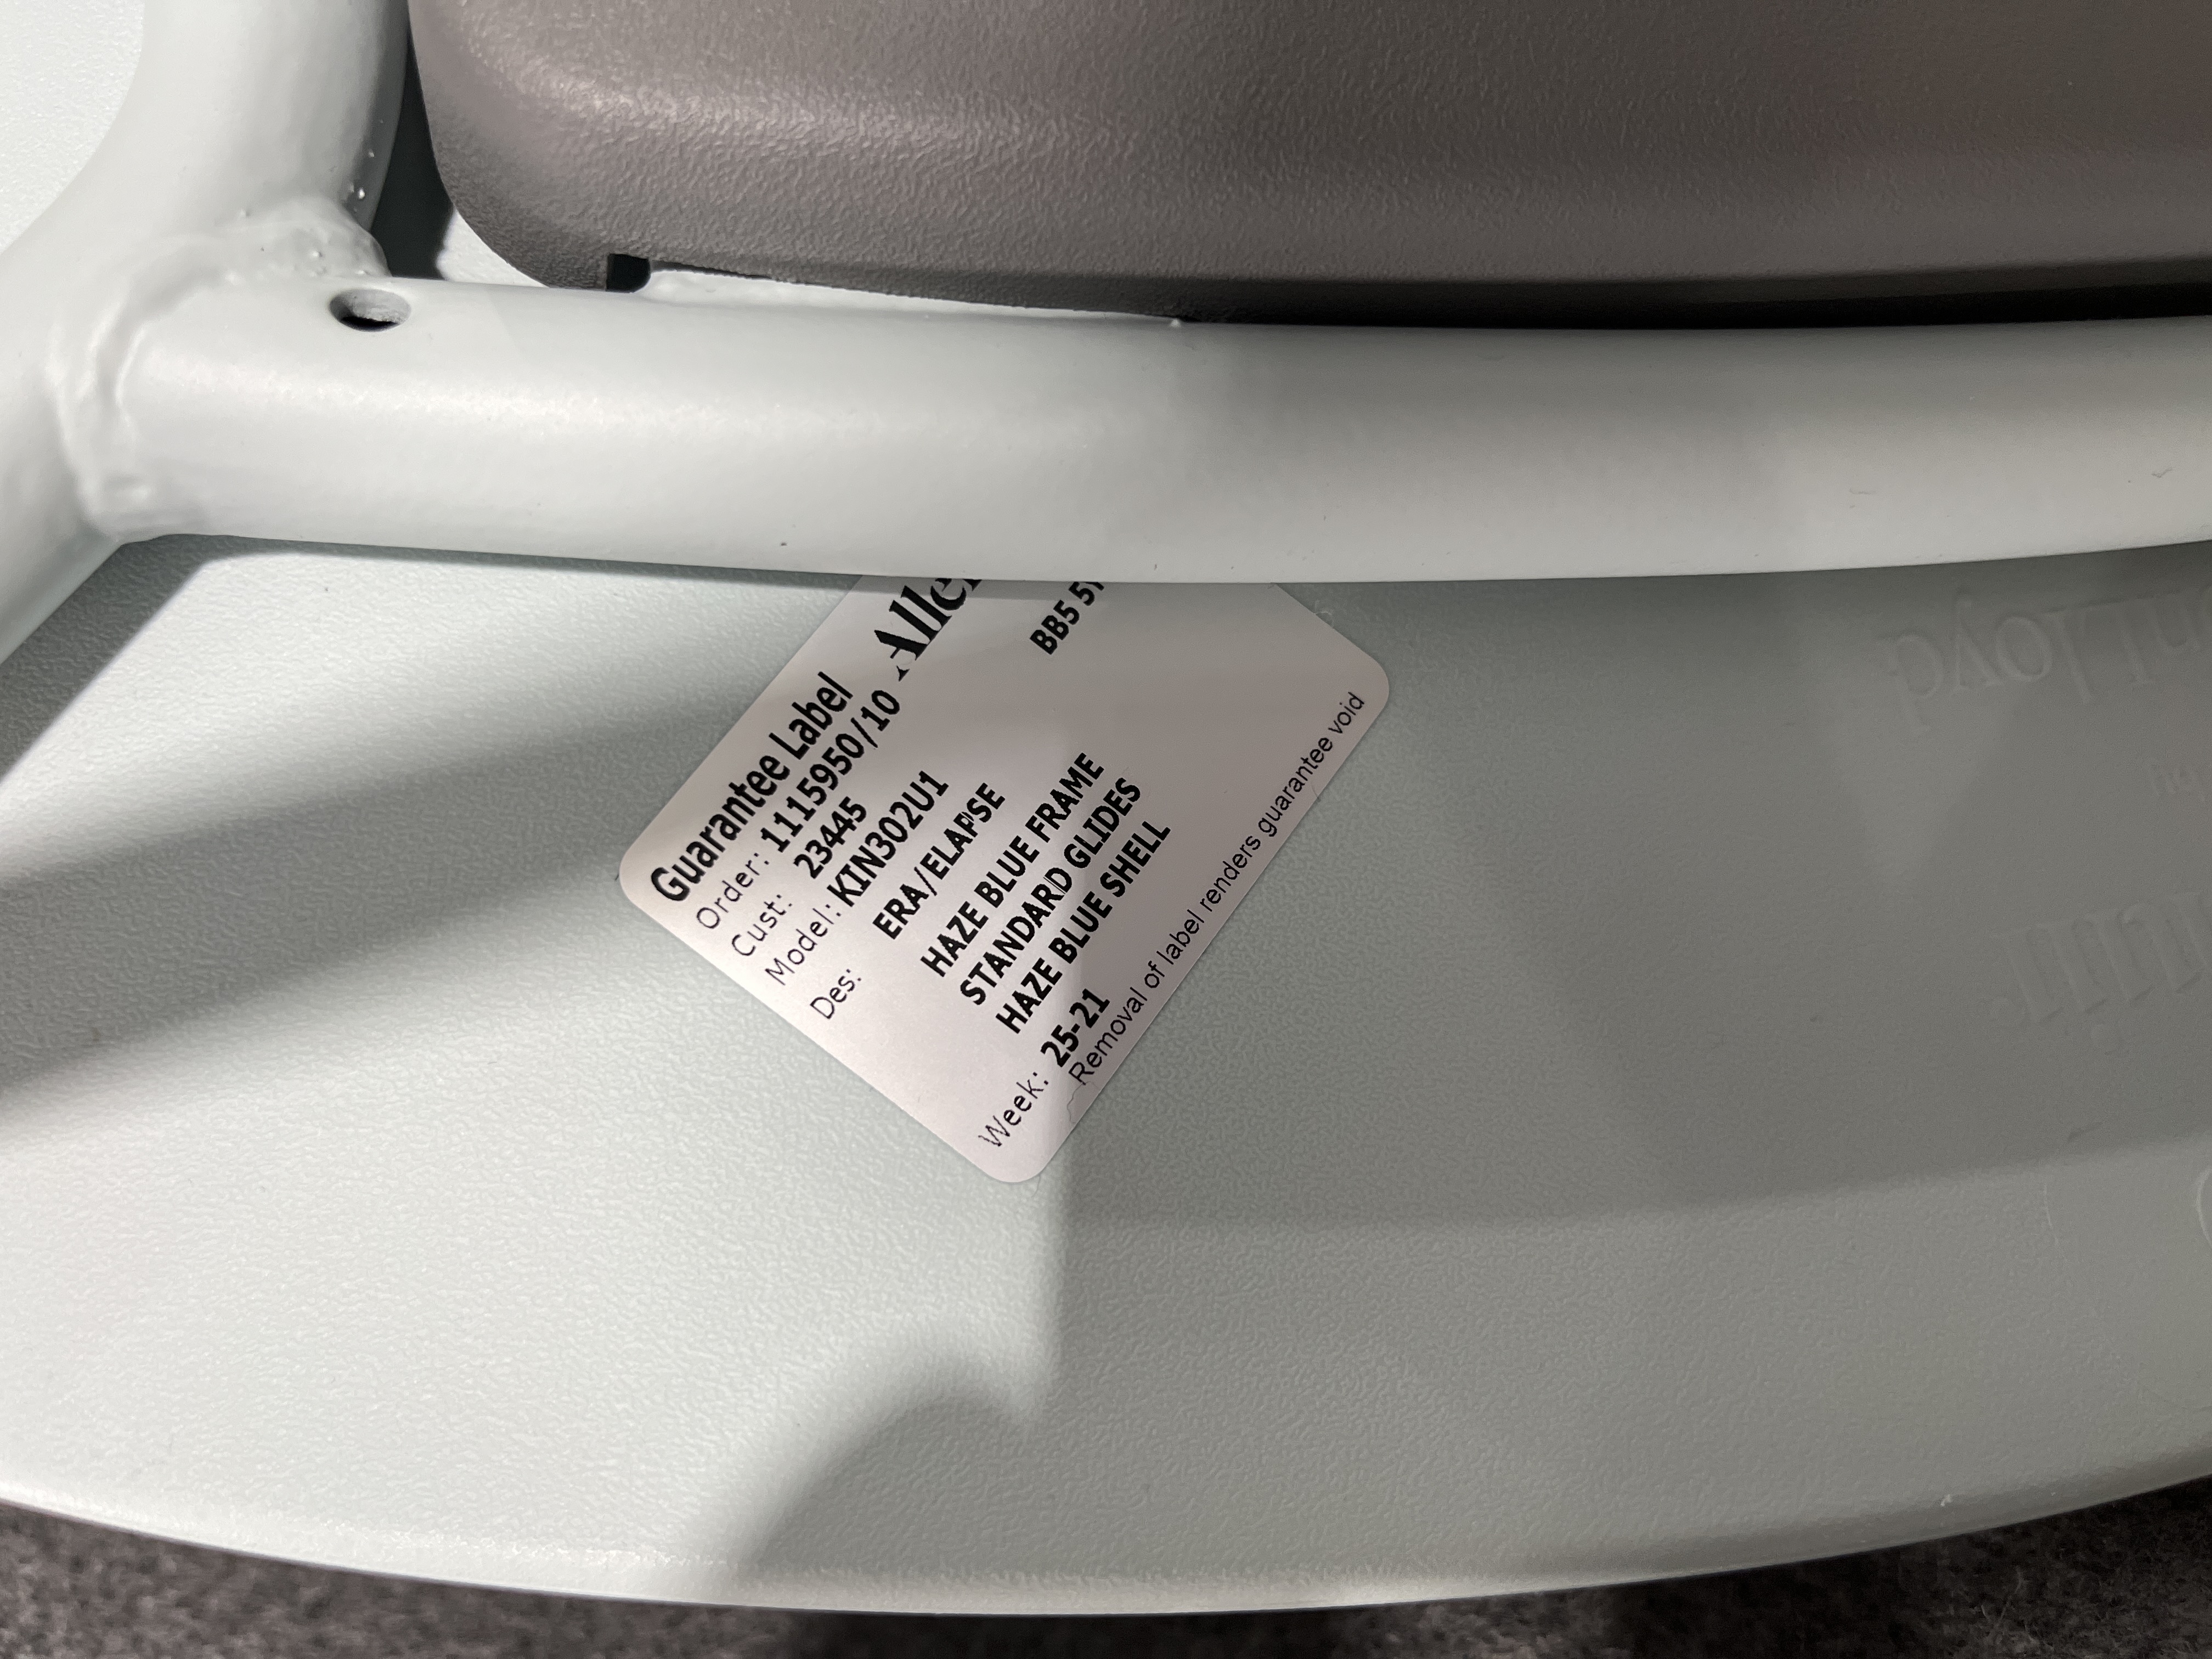 Guarantee Label
Order: 1115950/10
Cust: 23445
Model: KIN302U1
Des:
ERA/ELAPSE
HAZE BLUE FRAME
STANDARD GLIDES
HAZE BLUE SHELL
Week: 25-21
Removal of label renders guarantee void
BB5